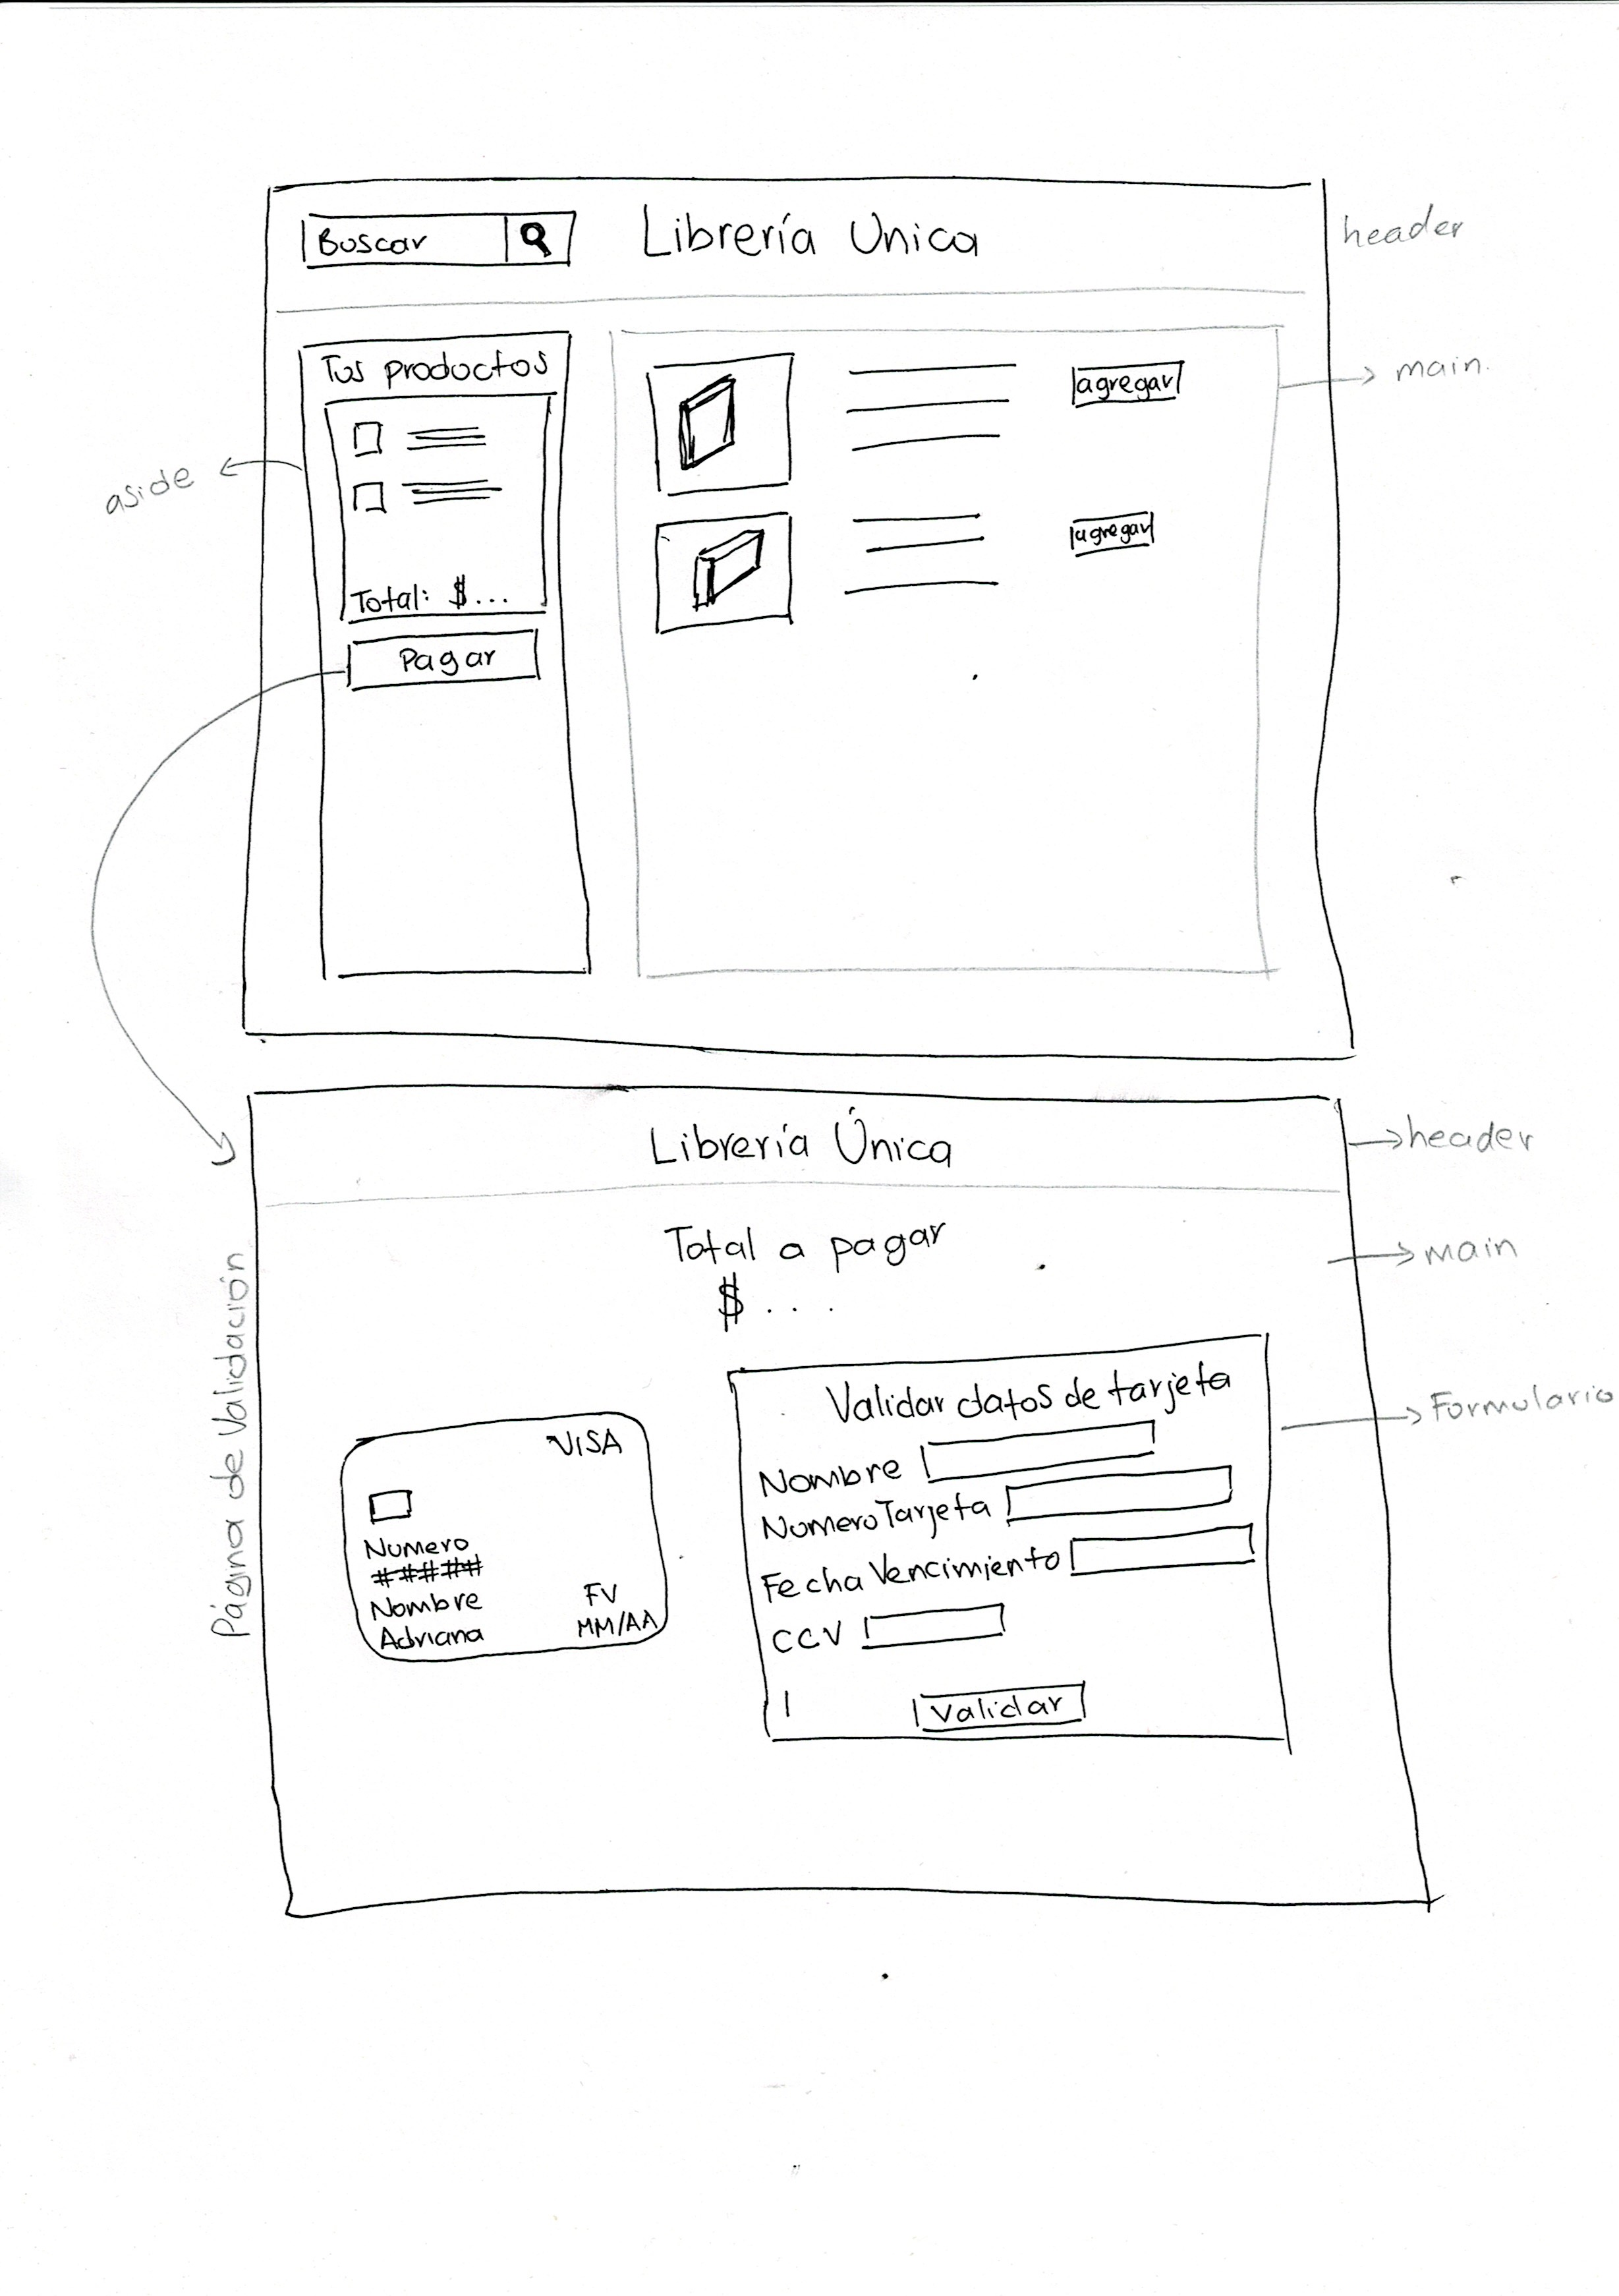 Buscar
Librería Unica
header
Tus productos
agregar
main.
aside
agregar
Total: $...
Pagar
Librería Única
header
Total a pagar
main
$ ...
Página de Validación
Validar datos de tarjeta
Formulario
VISA
Nombre
Numero Tarjeta
Numero
#####
Fecha Vencimiento
Nombre
FV
Adriana
MM/AA
CCV
Validar